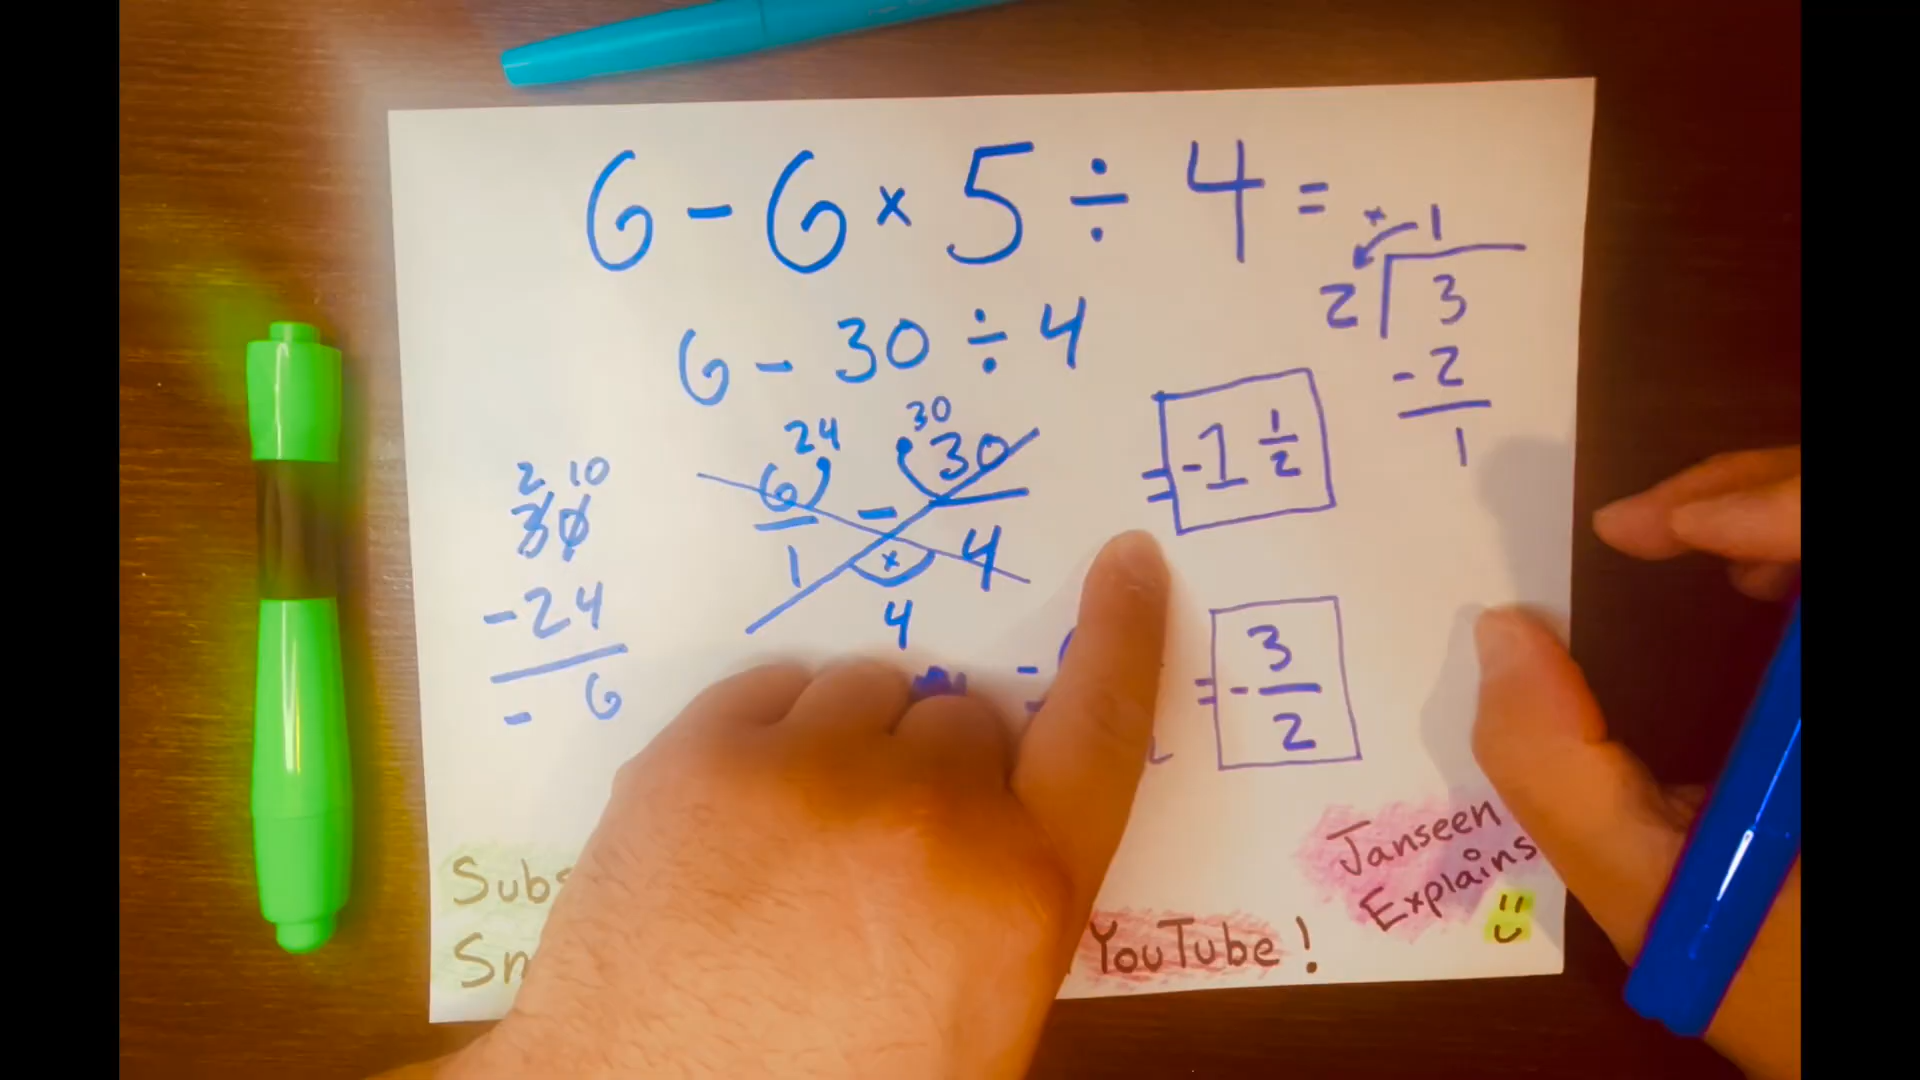 6 - 6 × 5 ÷ 4 =
6 - 30 ÷ 4
24 30
6 - 30
1 × 4
4
2 10
30
- 24
- 6
× 1
2 3
- 2
1
= -1 1/2
= - 3/2
YouTube!
Janseen
Explains